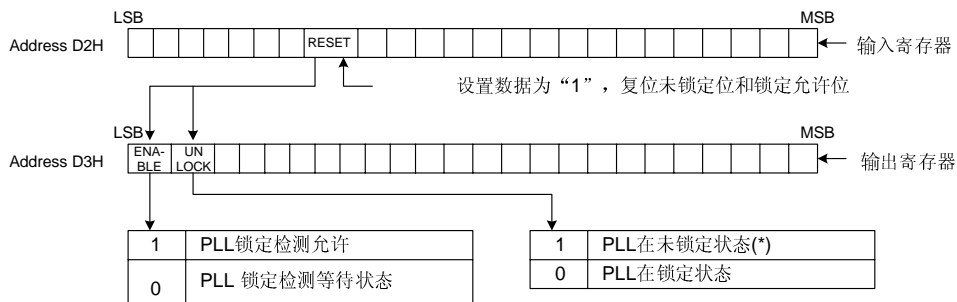 LSB MSB
Address D2H RESET 输入寄存器
设置数据为“1”，复位未锁定位和锁定允许位
LSB MSB
Address D3H ENA-BLE UN LOCK 输出寄存器
1 PLL锁定检测允许
0 PLL 锁定检测等待状态
1 PLL在未锁定状态(*)
0 PLL在锁定状态